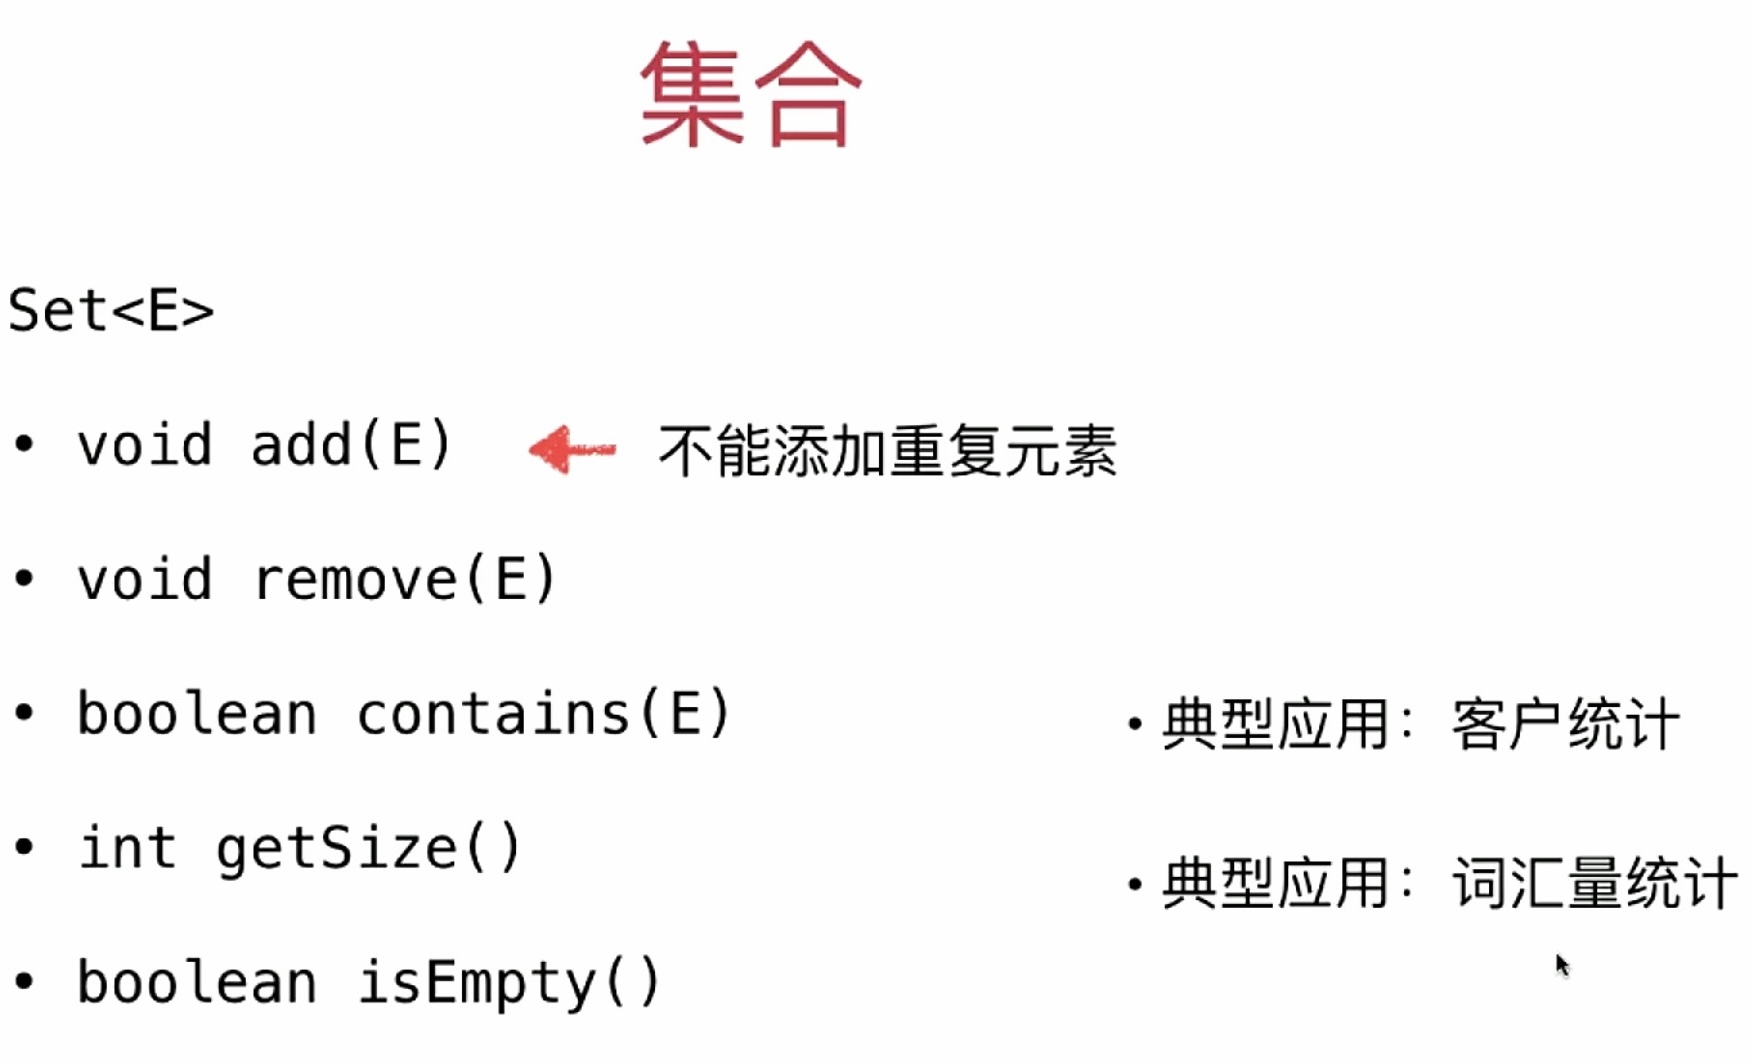 集合
Set<E>
• void add(E) 不能添加重复元素
• void remove(E)
• boolean contains(E)
• 典型应用：客户统计
• int getSize()
• 典型应用：词汇量统计
• boolean isEmpty()